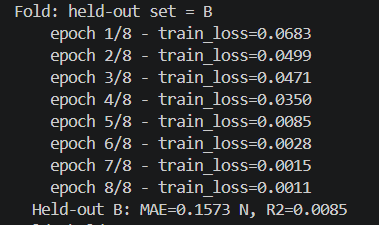 Fold: held-out set = B
epoch 1/8 - train_loss=0.0683
epoch 2/8 - train_loss=0.0499
epoch 3/8 - train_loss=0.0471
epoch 4/8 - train_loss=0.0350
epoch 5/8 - train_loss=0.0085
epoch 6/8 - train_loss=0.0028
epoch 7/8 - train_loss=0.0015
epoch 8/8 - train_loss=0.0011
Held-out B: MAE=0.1573 N, R2=0.0085